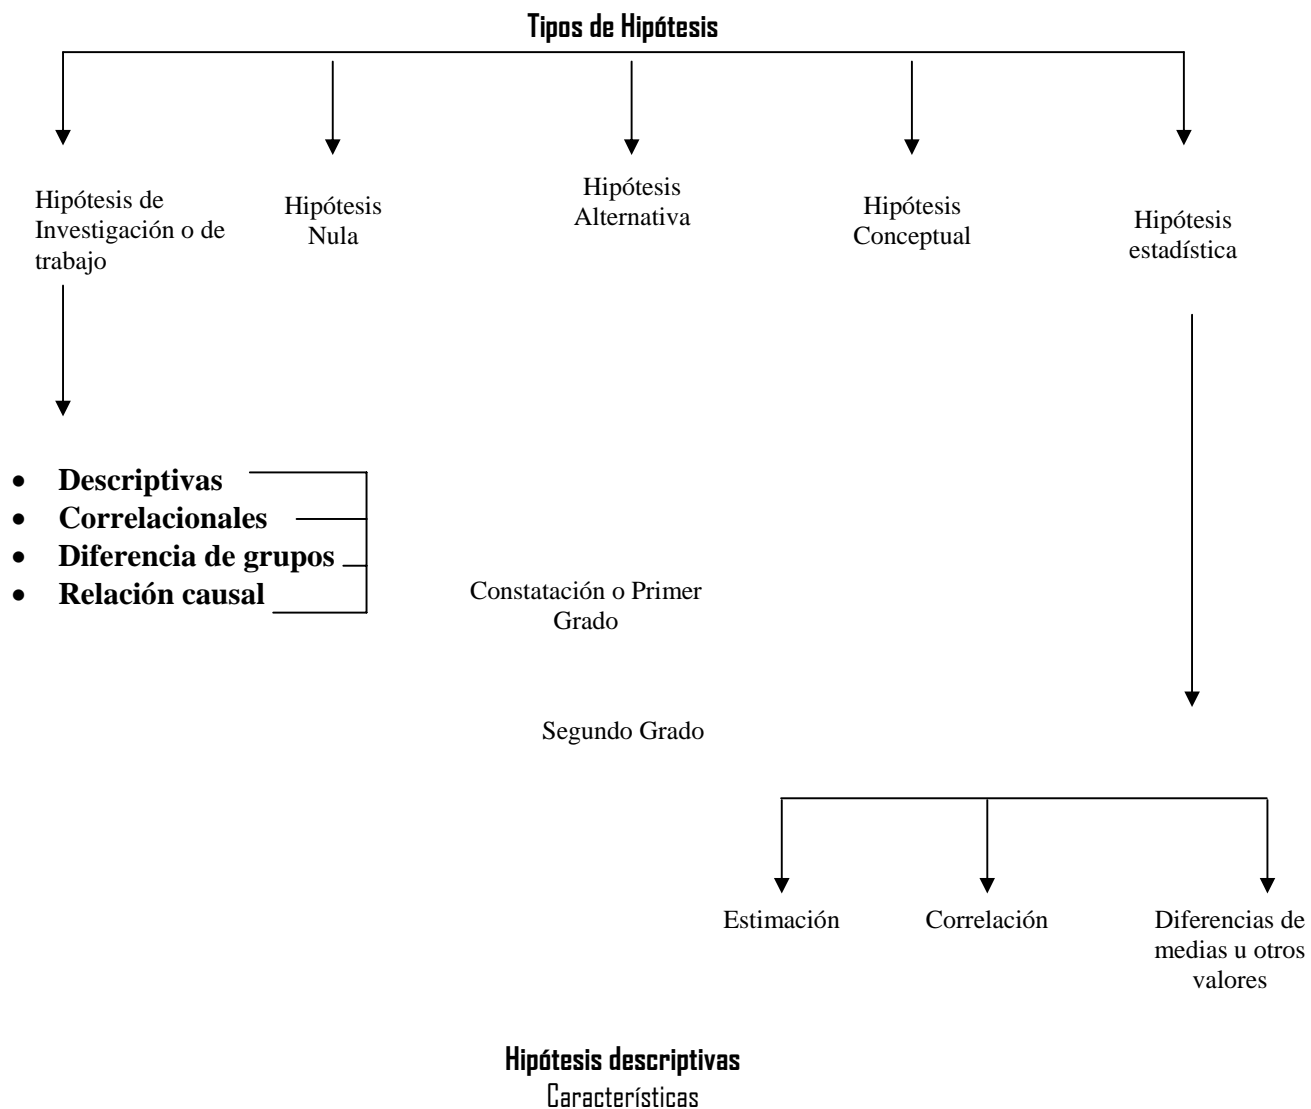 Tipos de Hipótesis
Hipótesis de
Investigación o de
trabajo
Hipótesis
Nula
Hipótesis
Alternativa
Hipótesis
Conceptual
Hipótesis
estadística
• Descriptivas
• Correlacionales
• Diferencia de grupos
• Relación causal
Constatación o Primer
Grado
Segundo Grado
Estimación
Correlación
Diferencias de
medias u otros
valores
Hipótesis descriptivas
Características